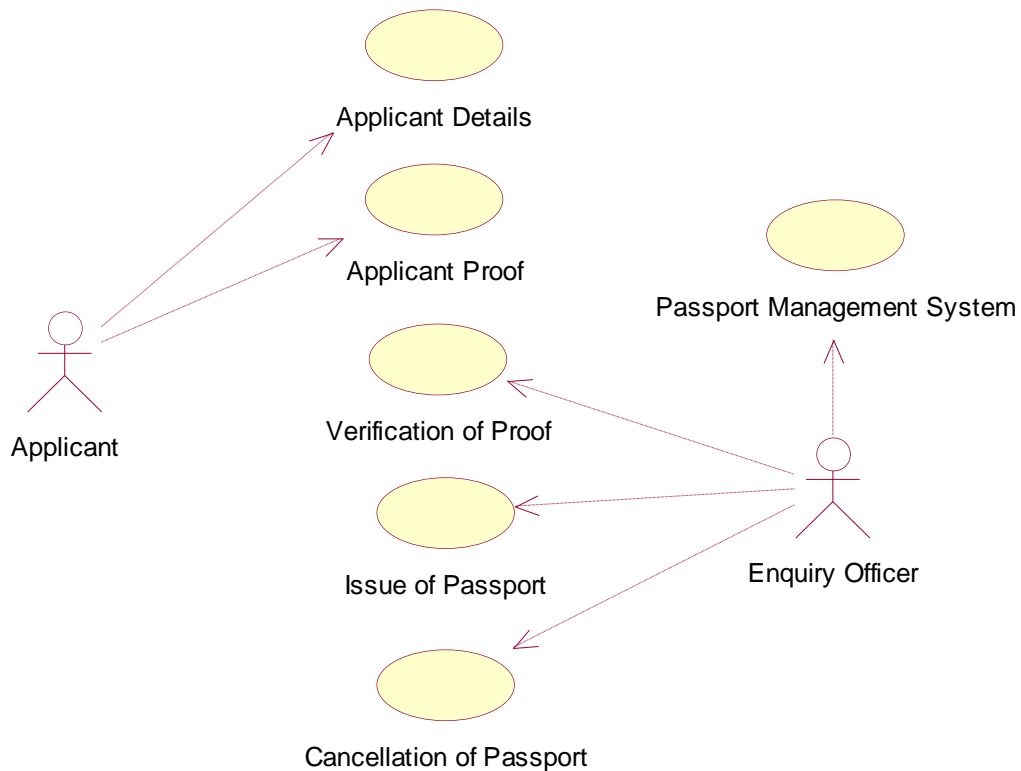 Applicant Details
Applicant Proof
Passport Management System
Verification of Proof
Applicant
Issue of Passport
Enquiry Officer
Cancellation of Passport